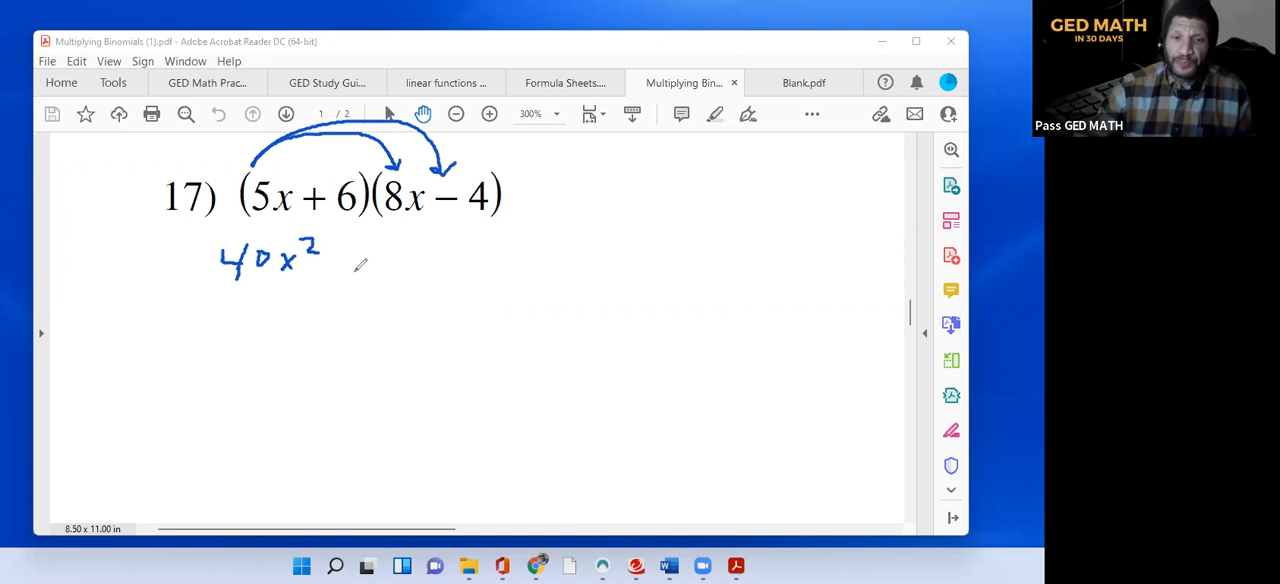 GED MATH
IN 30 DAYS
Pass GED MATH
Multiplying Binomials (1).pdf - Adobe Acrobat Reader DC (64-bit)
File Edit View Sign Window Help
Home Tools GED Math Prac... GED Study Gui... linear functions ... Formula Sheets.... Multiplying Bin... × Blank.pdf
1 / 2 300%
17) (5x + 6)(8x − 4)
40x²
8.50 x 11.00 in